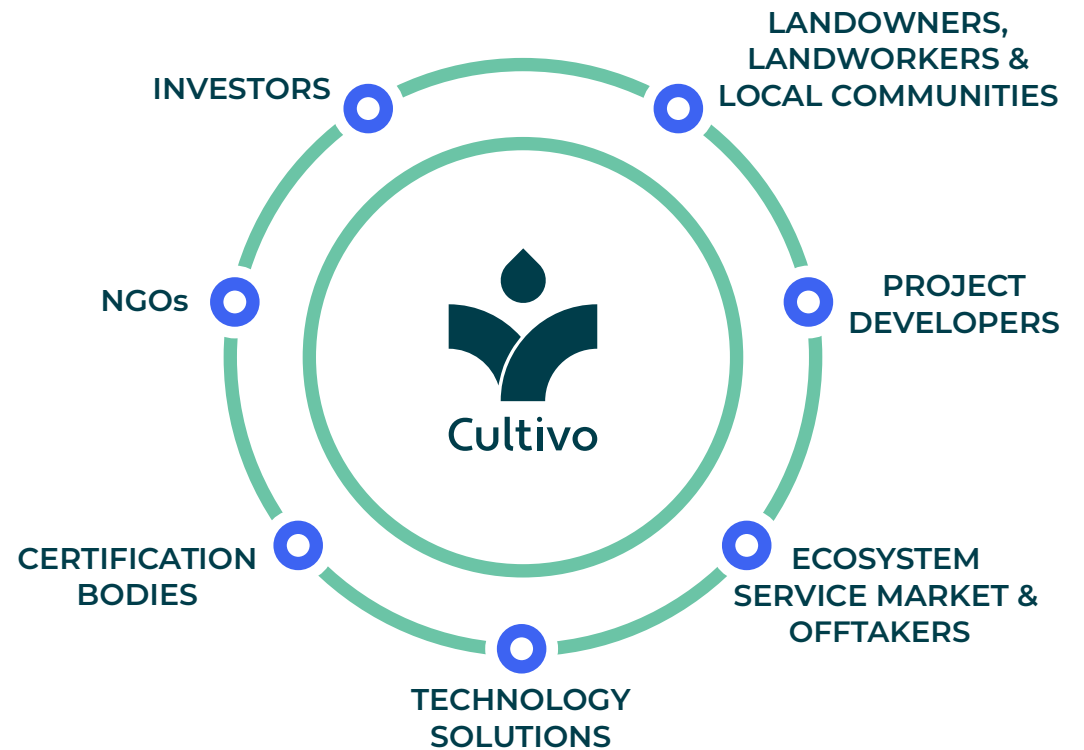 LANDOWNERS,
LANDWORKERS &
LOCAL COMMUNITIES
INVESTORS
PROJECT
DEVELOPERS
NGOs
Cultivo
CERTIFICATION
BODIES
ECOSYSTEM
SERVICE MARKET &
OFFTAKERS
TECHNOLOGY
SOLUTIONS